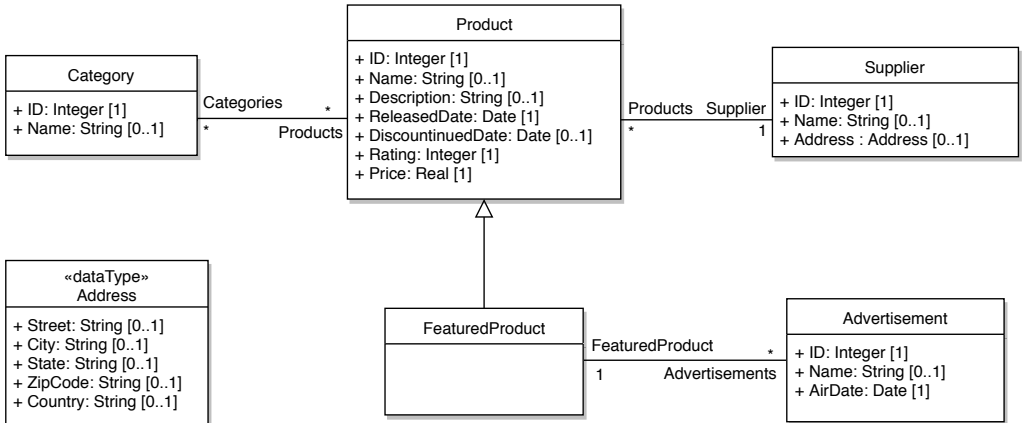 Product
+ ID: Integer [1]
+ Name: String [0..1]
+ Description: String [0..1]
+ ReleasedDate: Date [1]
+ DiscountinuedDate: Date [0..1]
+ Rating: Integer [1]
+ Price: Real [1]
Category
+ ID: Integer [1]
+ Name: String [0..1]
Categories
*
*
Products
Supplier
+ ID: Integer [1]
+ Name: String [0..1]
+ Address : Address [0..1]
Products
Supplier
*
1
«dataType»
Address
+ Street: String [0..1]
+ City: String [0..1]
+ State: String [0..1]
+ ZipCode: String [0..1]
+ Country: String [0..1]
FeaturedProduct
FeaturedProduct
*
1
Advertisements
Advertisement
+ ID: Integer [1]
+ Name: String [0..1]
+ AirDate: Date [1]